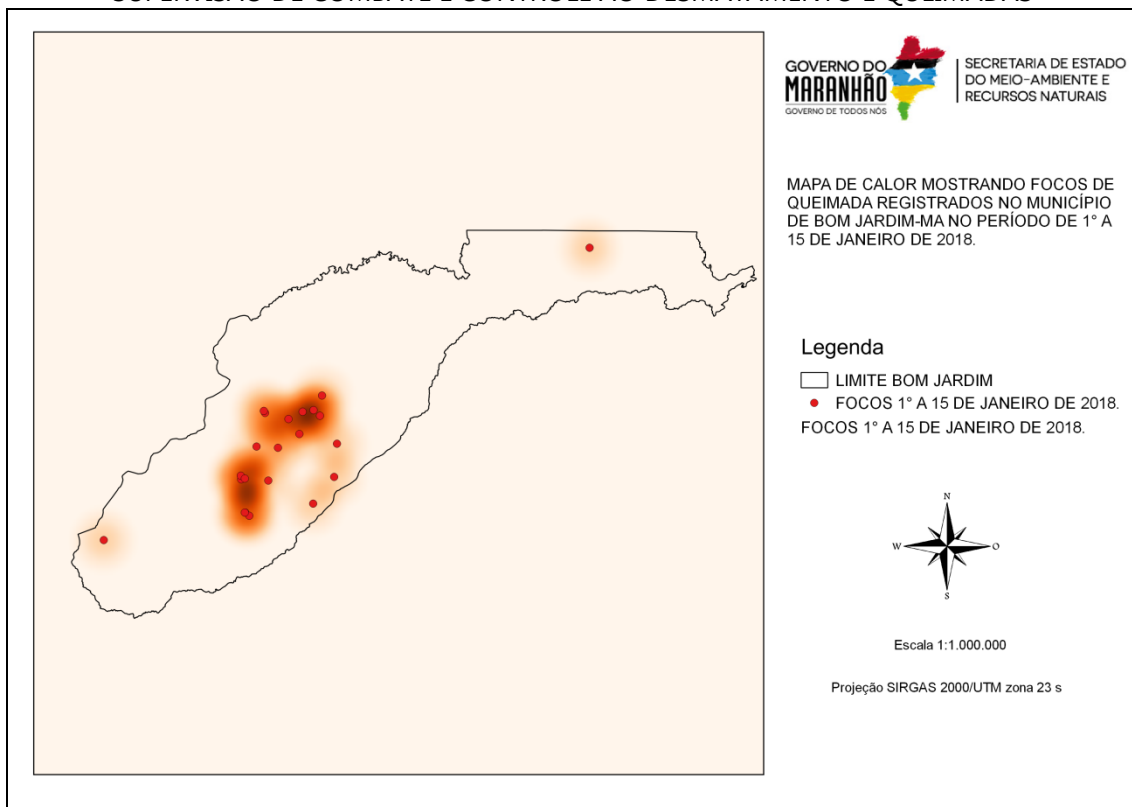 GOVERNO DO
MARANHÃO
GOVERNO DE TODOS NÓS
SECRETARIA DE ESTADO
DO MEIO-AMBIENTE E
RECURSOS NATURAIS
MAPA DE CALOR MOSTRANDO FOCOS DE
QUEIMADA REGISTRADOS NO MUNICÍPIO
DE BOM JARDIM-MA NO PERÍODO DE 1° A
15 DE JANEIRO DE 2018.
Legenda
LIMITE BOM JARDIM
FOCOS 1° A 15 DE JANEIRO DE 2018.
FOCOS 1° A 15 DE JANEIRO DE 2018.
N
W
O
S
Escala 1:1.000.000
Projeção SIRGAS 2000/UTM zona 23 s